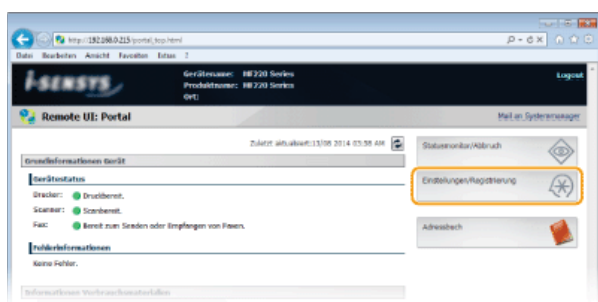 http://192.168.0.215/portal_top.html
Datei Bearbeiten Ansicht Favoriten Extras ?
i-SENSYS
Gerätename: MF220 Series
Produktname: MF220 Series
Ort:
Logout
Remote UI: Portal
Mail an Systemmanager
Zuletzt aktualisiert:13/08 2014 03:58 AM
Grundinformationen Gerät
Gerätestatus
Drucker: Druckbereit.
Scanner: Scanbereit.
Fax: Bereit zum Senden oder Empfangen von Faxen.
Fehlerinformationen
Keine Fehler.
Informationen Verbrauchsmaterialien
Statusmonitor/Abbruch
Einstellungen/Registrierung
Adressbuch